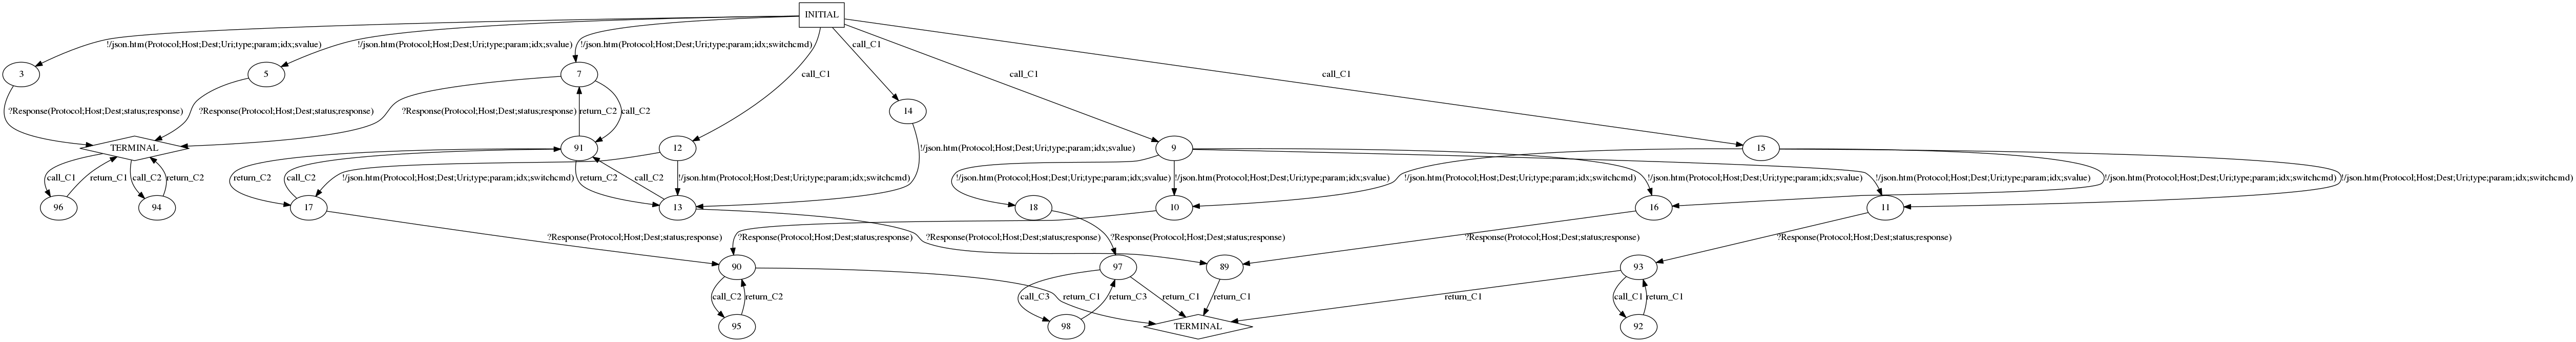 INITIAL
!/json.htm(Protocol;Host;Dest;Uri;type;param;idx;svalue)
!/json.htm(Protocol;Host;Dest;Uri;type;param;idx;svalue)
!/json.htm(Protocol;Host;Dest;Uri;type;param;idx;switchcmd)
call_C1
call_C1
call_C1
call_C1
3
5
7
14
?Response(Protocol;Host;Dest;status;response)
?Response(Protocol;Host;Dest;status;response)
?Response(Protocol;Host;Dest;status;response)
return_C2
call_C2
TERMINAL
91
12
!/json.htm(Protocol;Host;Dest;Uri;type;param;idx;svalue)
9
15
call_C1
return_C1
call_C2
return_C2
return_C2
call_C2
!/json.htm(Protocol;Host;Dest;Uri;type;param;idx;switchcmd)
return_C2
call_C2
!/json.htm(Protocol;Host;Dest;Uri;type;param;idx;switchcmd)
!/json.htm(Protocol;Host;Dest;Uri;type;param;idx;svalue)
!/json.htm(Protocol;Host;Dest;Uri;type;param;idx;svalue)
!/json.htm(Protocol;Host;Dest;Uri;type;param;idx;switchcmd)
!/json.htm(Protocol;Host;Dest;Uri;type;param;idx;svalue)
!/json.htm(Protocol;Host;Dest;Uri;type;param;idx;svalue)
!/json.htm(Protocol;Host;Dest;Uri;type;param;idx;switchcmd)
!/json.htm(Protocol;Host;Dest;Uri;type;param;idx;switchcmd)
96
94
17
13
18
10
16
11
?Response(Protocol;Host;Dest;status;response)
?Response(Protocol;Host;Dest;status;response)
?Response(Protocol;Host;Dest;status;response)
?Response(Protocol;Host;Dest;status;response)
?Response(Protocol;Host;Dest;status;response)
?Response(Protocol;Host;Dest;status;response)
90
97
89
93
call_C2
return_C2
call_C3
return_C1
return_C3
return_C1
return_C1
return_C1
call_C1
return_C1
95
98
TERMINAL
92